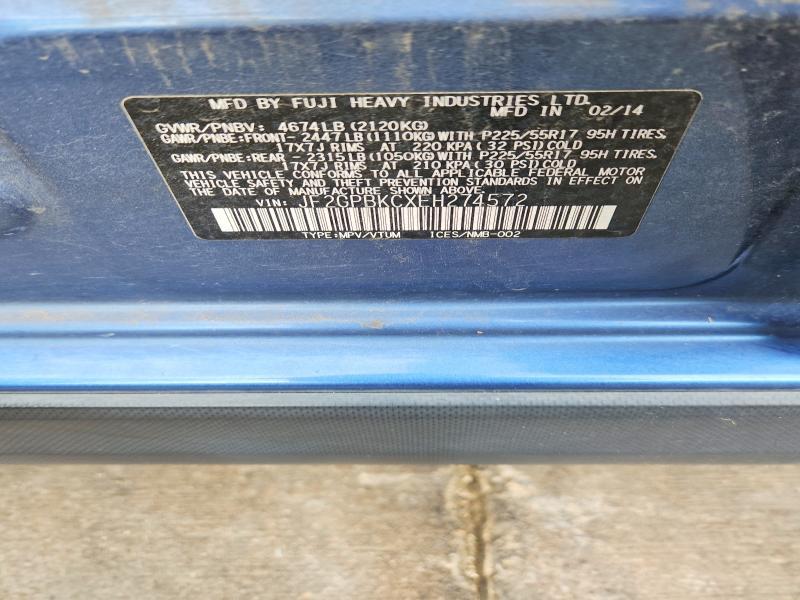 MFD BY FUJI HEAVY INDUSTRIES LTD.
MFD IN 02/14
GVWR/PNBV: 4674LB(2120KG)
GAWR/PNBE:FRONT-2447LB(1110KG)WITH P225/55R17 95H TIRES,
17X7J RIMS AT 220KPA(32 PSI)COLD
GAWR/PNBE:REAR -2315LB(1050KG)WITH P225/55R17 95H TIRES,
17X7J RIMS AT 210KPA(30 PSI)COLD
THIS VEHICLE CONFORMS TO ALL APPLICABLE FEDERAL MOTOR
VEHICLE SAFETY AND THEFT PREVENTION STANDARDS IN EFFECT ON
THE DATE OF MANUFACTURE SHOWN ABOVE.
VIN: JF2GPBKCXEH274572
TYPE:MPV/VTUM ICES/NMB-002